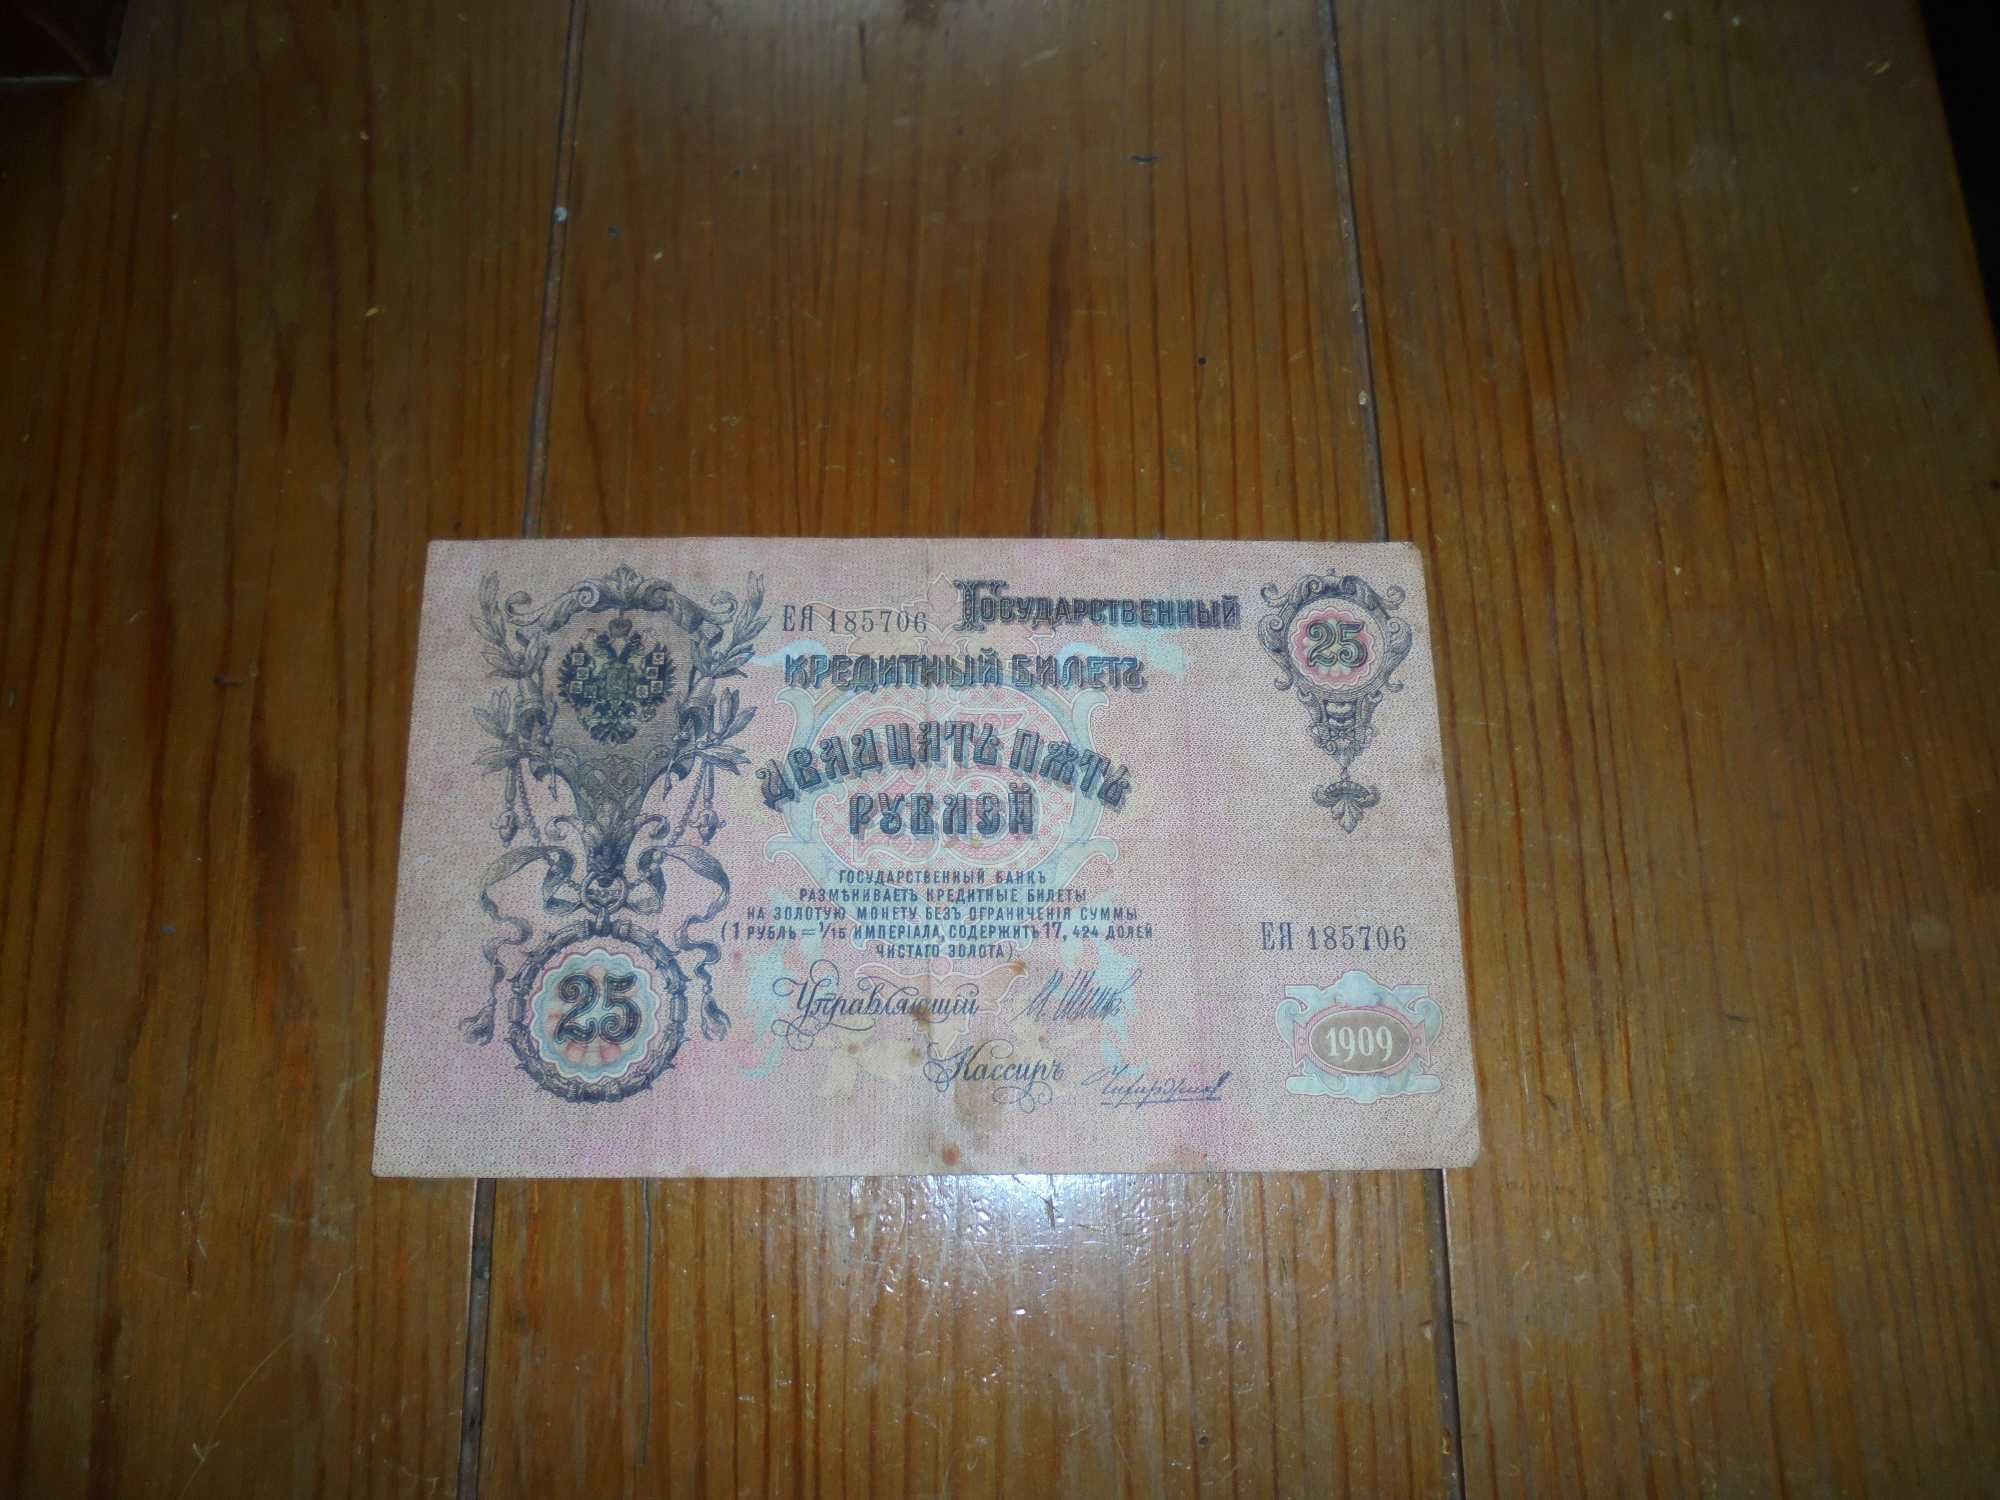 ЕЯ 185706 Государственный
25
кредитный билетъ
двадцать пять
рублей
ГОСУДАРСТВЕННЫЙ БАНКЪ
РАЗМѢНИВАЕТЪ КРЕДИТНЫЕ БИЛЕТЫ
НА ЗОЛОТУЮ МОНЕТУ БЕЗЪ ОГРАНИЧЕНІЯ СУММЫ
(1 РУБЛЬ = 1/15 ИМПЕРІАЛА, СОДЕРЖИТЪ 17, 424 ДОЛЕЙ
ЧИСТАГО ЗОЛОТА)
ЕЯ 185706
25
Управляющій
Кассиръ
1909